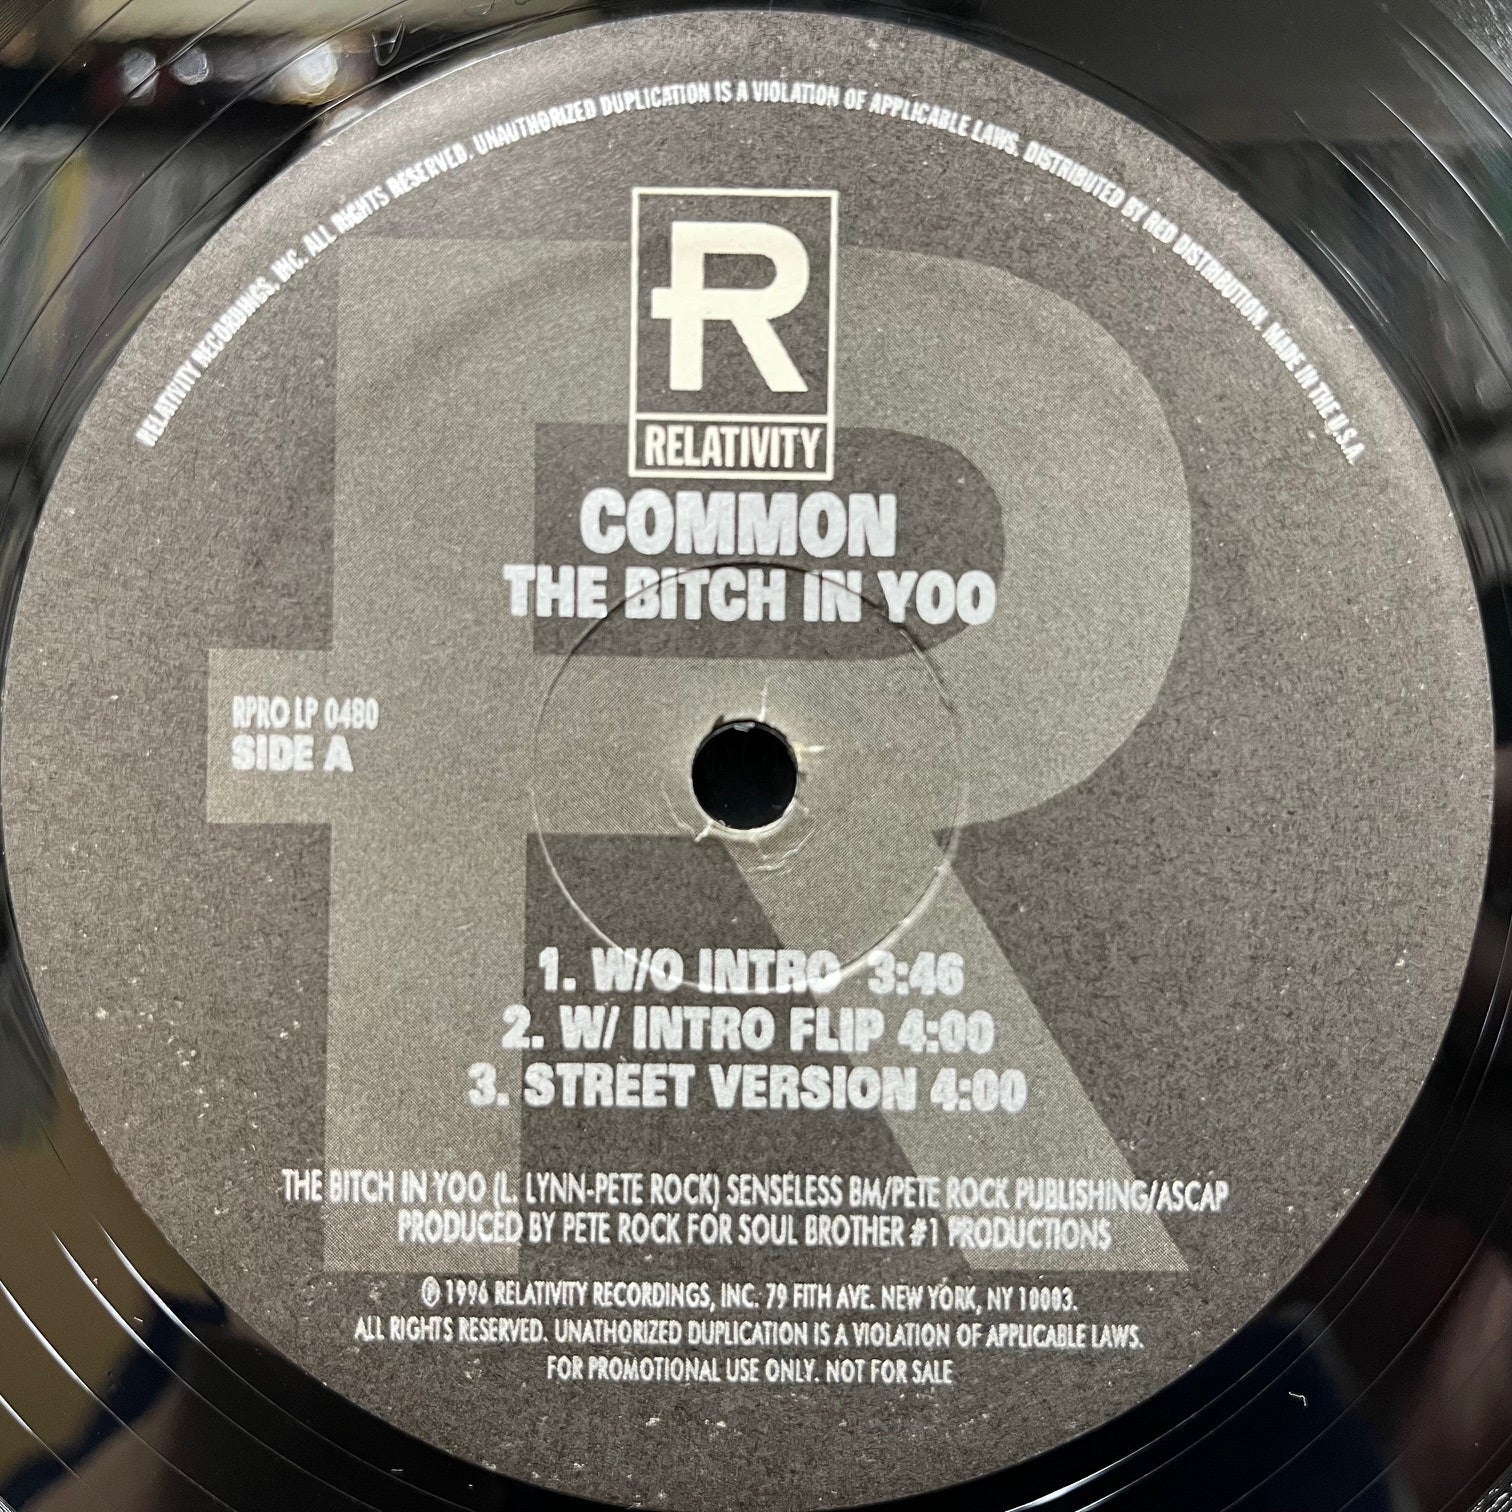 RELATIVITY RECORDINGS, INC. ALL RIGHTS RESERVED. UNAUTHORIZED DUPLICATION IS A VIOLATION OF APPLICABLE LAWS. DISTRIBUTED BY RED DISTRIBUTION. MADE IN THE U.S.A.
R
RELATIVITY
COMMON
THE BITCH IN YOO
RPRO LP 0480
SIDE A
1. W/O INTRO 3:46
2. W/ INTRO FLIP 4:00
3. STREET VERSION 4:00
THE BITCH IN YOO (L. LYNN-PETE ROCK) SENSELESS BM/PETE ROCK PUBLISHING/ASCAP
PRODUCED BY PETE ROCK FOR SOUL BROTHER #1 PRODUCTIONS
℗ 1996 RELATIVITY RECORDINGS, INC. 79 FITH AVE. NEW YORK, NY 10003.
ALL RIGHTS RESERVED. UNATHORIZED DUPLICATION IS A VIOLATION OF APPLICABLE LAWS.
FOR PROMOTIONAL USE ONLY. NOT FOR SALE